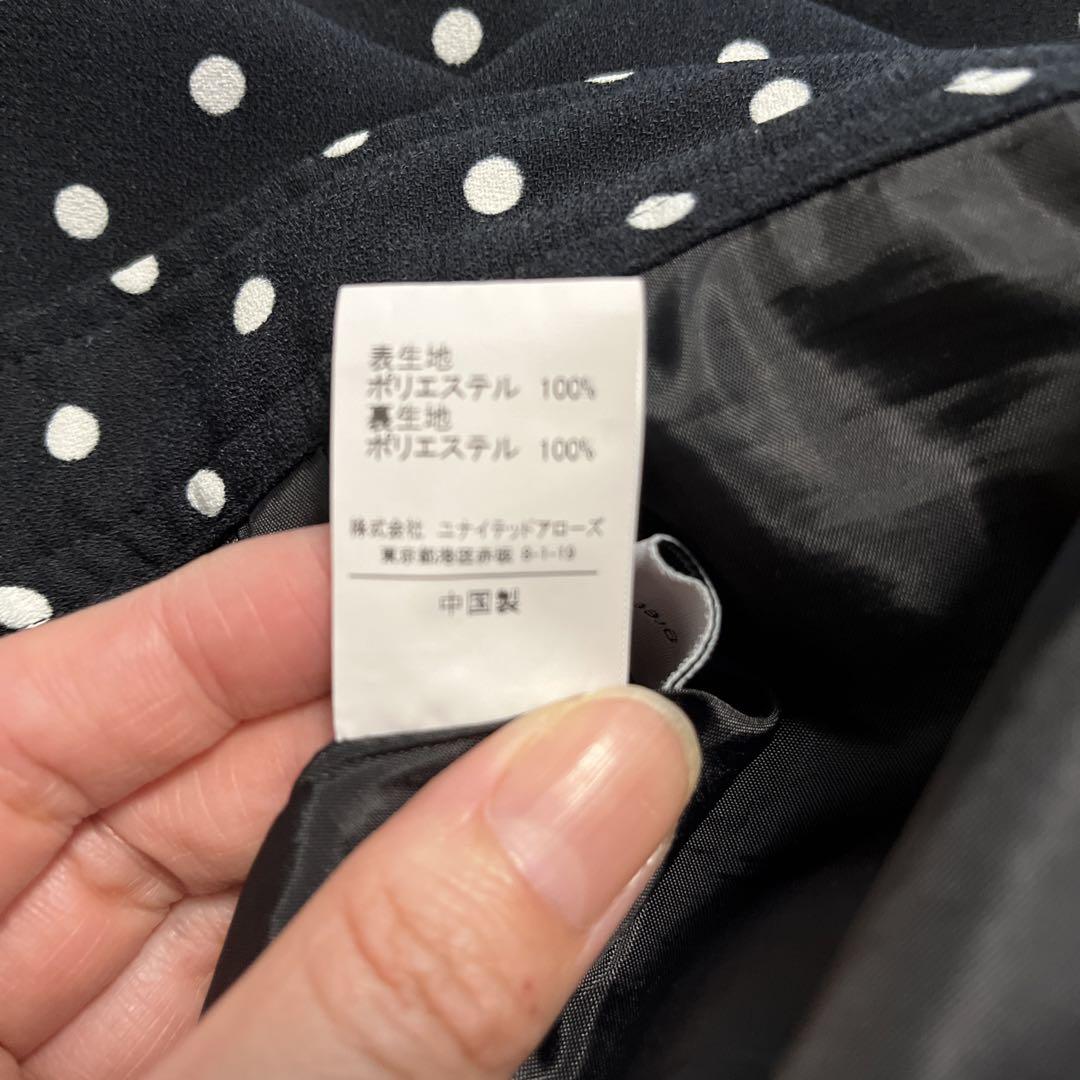 表生地
ポリエステル 100%
裏生地
ポリエステル 100%
株式会社 ユナイテッドアローズ
東京都港区赤坂 8-1-19
中国製